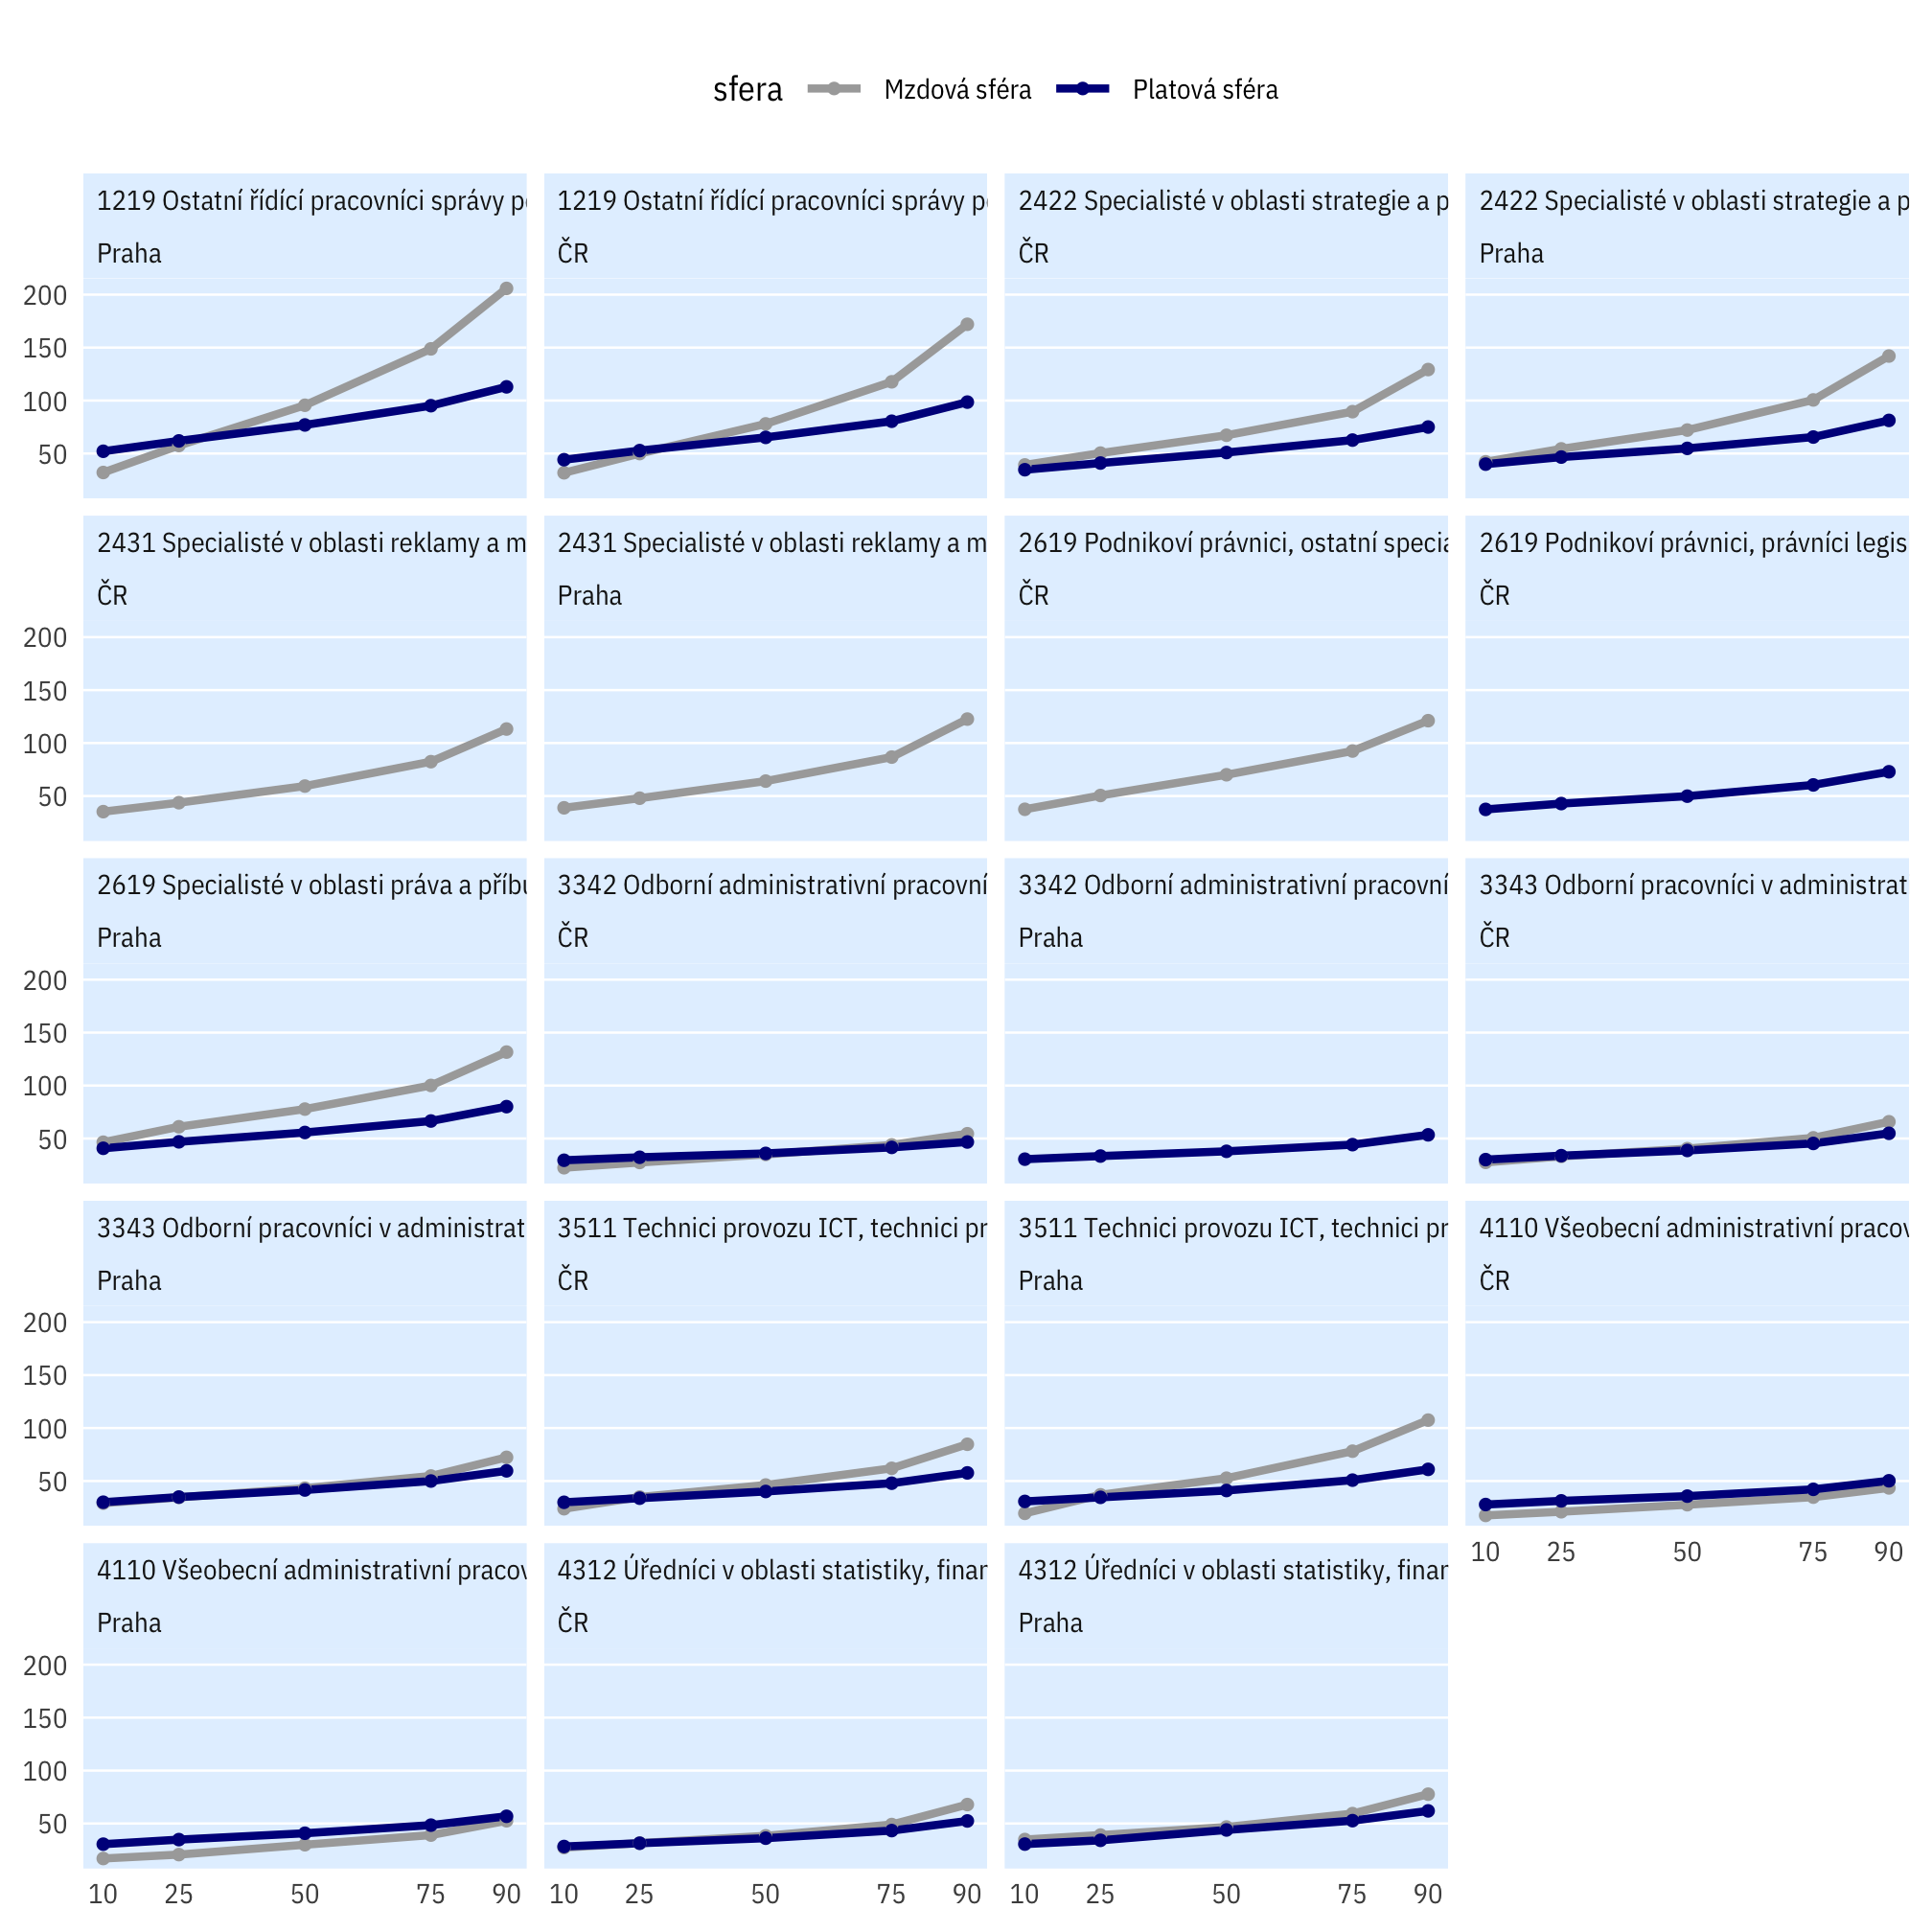 sfera Mzdová sféra Platová sféra
1219 Ostatní řídící pracovníci správy po
Praha
1219 Ostatní řídící pracovníci správy po
ČR
2422 Specialisté v oblasti strategie a p
ČR
2422 Specialisté v oblasti strategie a p
Praha
200
150
100
50
2431 Specialisté v oblasti reklamy a m
ČR
2431 Specialisté v oblasti reklamy a m
Praha
2619 Podnikoví právnici, ostatní specia
ČR
2619 Podnikoví právnici, právníci legis
ČR
200
150
100
50
2619 Specialisté v oblasti práva a příbu
Praha
3342 Odborní administrativní pracovní
ČR
3342 Odborní administrativní pracovní
Praha
3343 Odborní pracovníci v administrat
ČR
200
150
100
50
3343 Odborní pracovníci v administrat
Praha
3511 Technici provozu ICT, technici pr
ČR
3511 Technici provozu ICT, technici pr
Praha
4110 Všeobecní administrativní pracov
ČR
200
150
100
50
10 25 50 75 90
4110 Všeobecní administrativní pracov
Praha
4312 Úředníci v oblasti statistiky, finan
ČR
4312 Úředníci v oblasti statistiky, finan
Praha
200
150
100
50
10 25 50 75 90
10 25 50 75 90
10 25 50 75 90